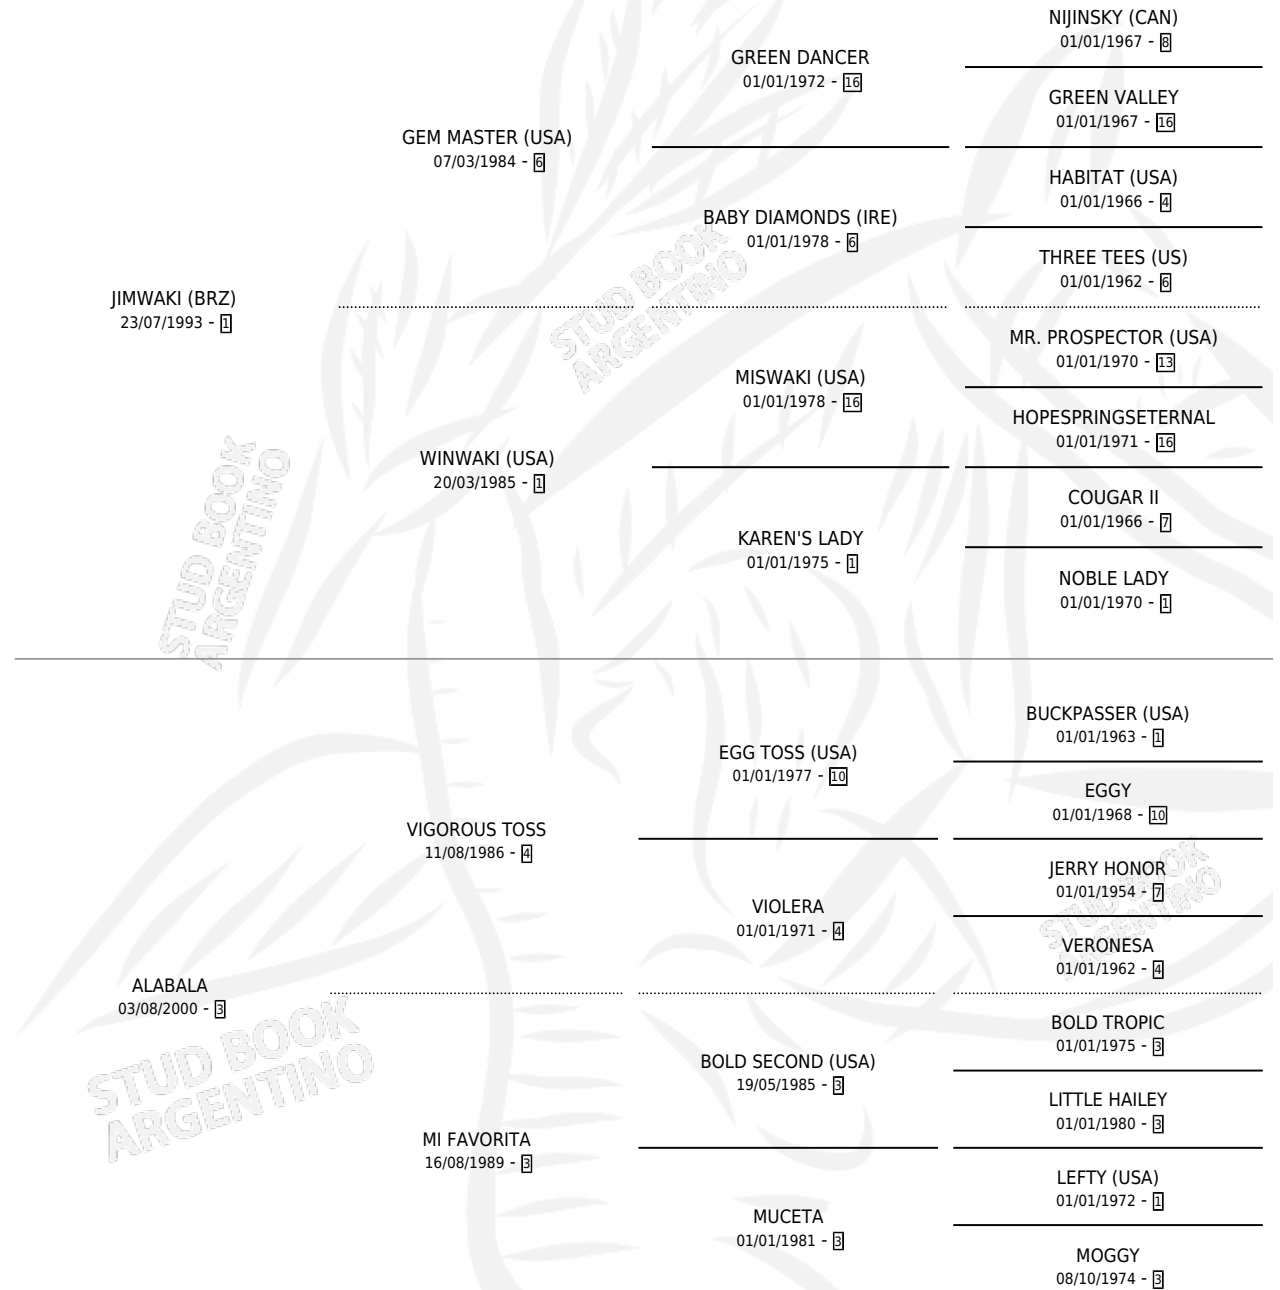 NIJINSKY (CAN)
01/01/1967 - 8
GREEN DANCER
01/01/1972 - 16
GREEN VALLEY
01/01/1967 - 16
GEM MASTER (USA)
07/03/1984 - 6
HABITAT (USA)
01/01/1966 - 4
BABY DIAMONDS (IRE)
01/01/1978 - 6
THREE TEES (US)
01/01/1962 - 6
JIMWAKI (BRZ)
23/07/1993 - 1
STUD BOOK
ARGENTINO
MR. PROSPECTOR (USA)
01/01/1970 - 13
MISWAKI (USA)
01/01/1978 - 16
HOPESPRINGSETERNAL
01/01/1971 - 16
WINWAKI (USA)
20/03/1985 - 1
COUGAR II
01/01/1966 - 7
KAREN'S LADY
01/01/1975 - 1
NOBLE LADY
01/01/1970 - 1
STUD BOOK
ARGENTINO
BUCKPASSER (USA)
01/01/1963 - 1
EGG TOSS (USA)
01/01/1977 - 10
EGGY
01/01/1968 - 10
VIGOROUS TOSS
11/08/1986 - 4
JERRY HONOR
01/01/1954 - 7
VIOLERA
01/01/1971 - 4
STUD BOOK
ARGENTINO
VERONESA
01/01/1962 - 4
ALABALA
03/08/2000 - 3
BOLD TROPIC
01/01/1975 - 3
BOLD SECOND (USA)
19/05/1985 - 3
STUD BOOK
ARGENTINO
LITTLE HAILEY
01/01/1980 - 3
MI FAVORITA
16/08/1989 - 3
LEFTY (USA)
01/01/1972 - 1
MUCETA
01/01/1981 - 3
MOGGY
08/10/1974 - 3